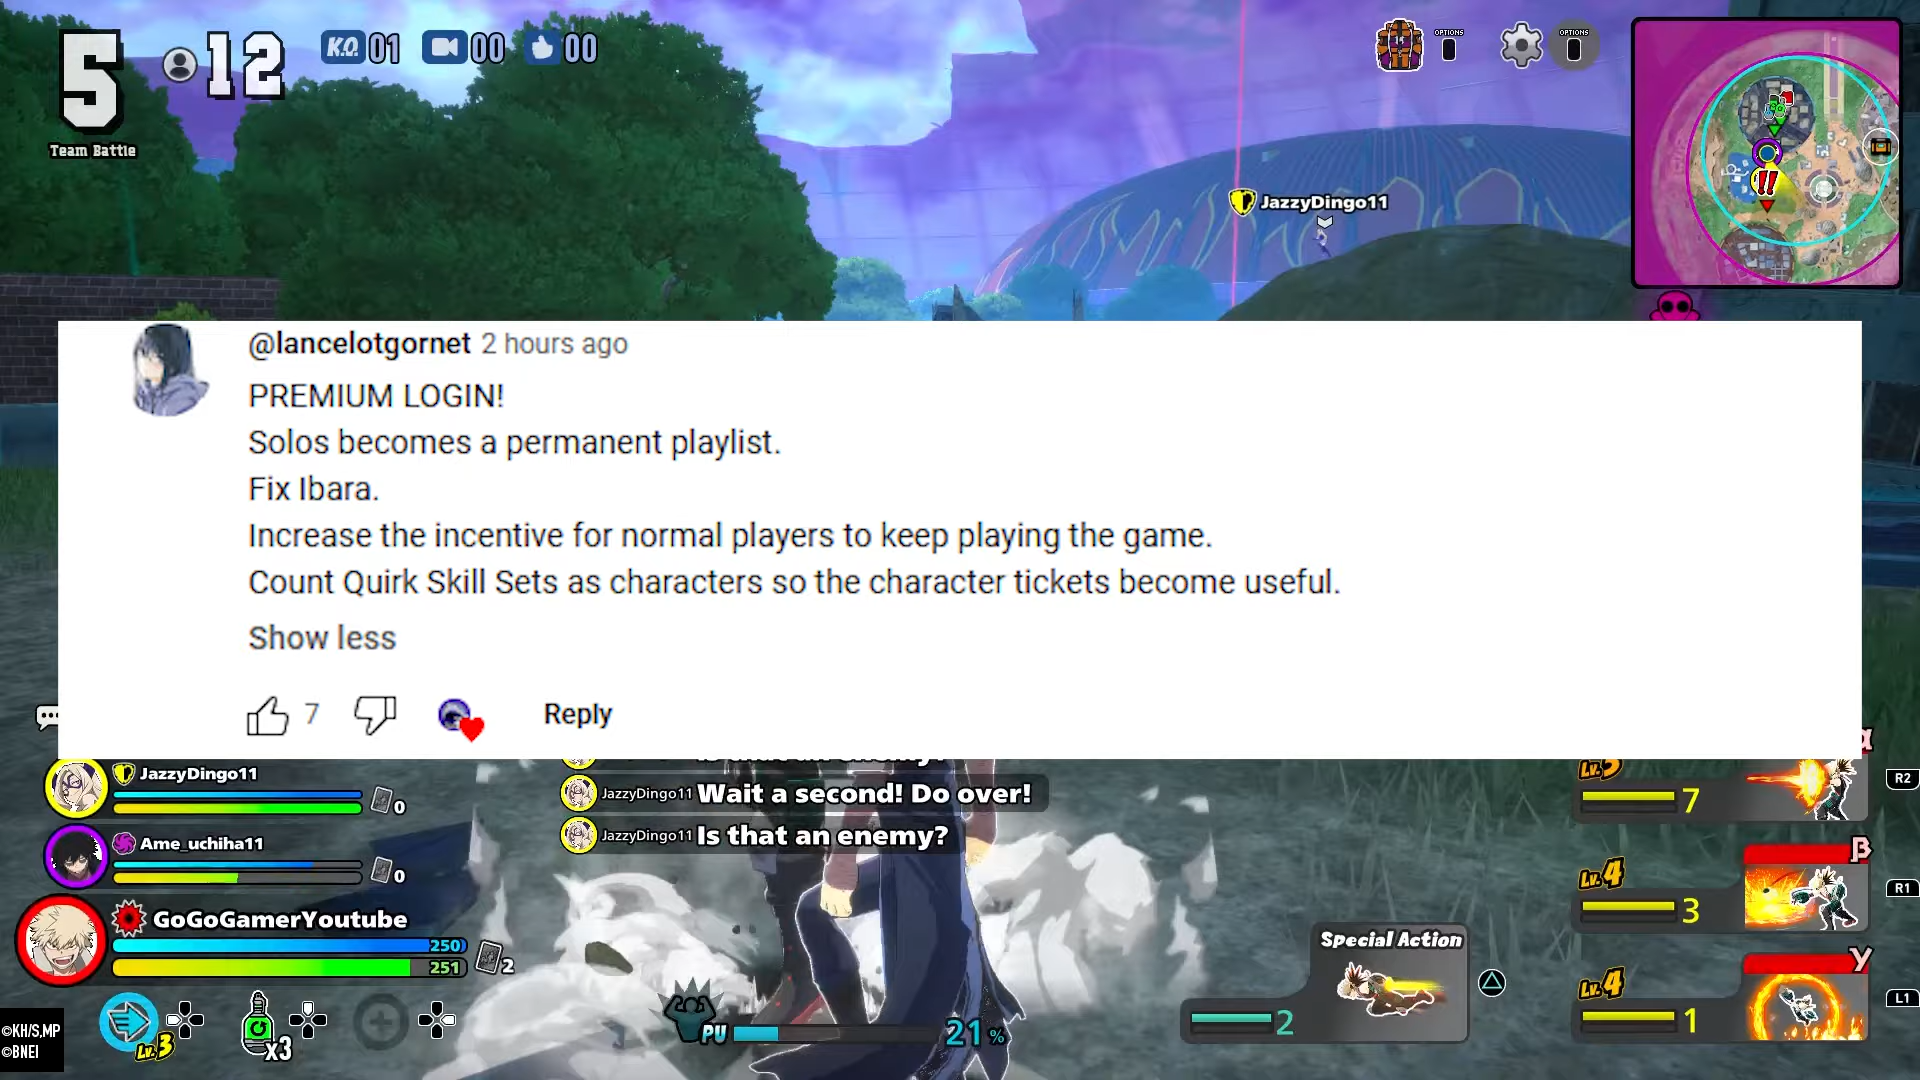 5
12
K.O. 01
00
00
Team Battle
OPTIONS
OPTIONS
JazzyDingo11
!!
@lancelotgornet 2 hours ago
PREMIUM LOGIN!
Solos becomes a permanent playlist.
Fix Ibara.
Increase the incentive for normal players to keep playing the game.
Count Quirk Skill Sets as characters so the character tickets become useful.
Show less
7
Reply
JazzyDingo11
0
JazzyDingo11 Wait a second! Do over!
JazzyDingo11 Is that an enemy?
Ame_uchiha11
0
GoGoGamerYoutube
250
251
2
Lv.3
x3
PU
21%
Special Action
2
α
7
R2
β
Lv.4
3
R1
γ
Lv.4
1
L1
©KH/S,MP
©BNEI